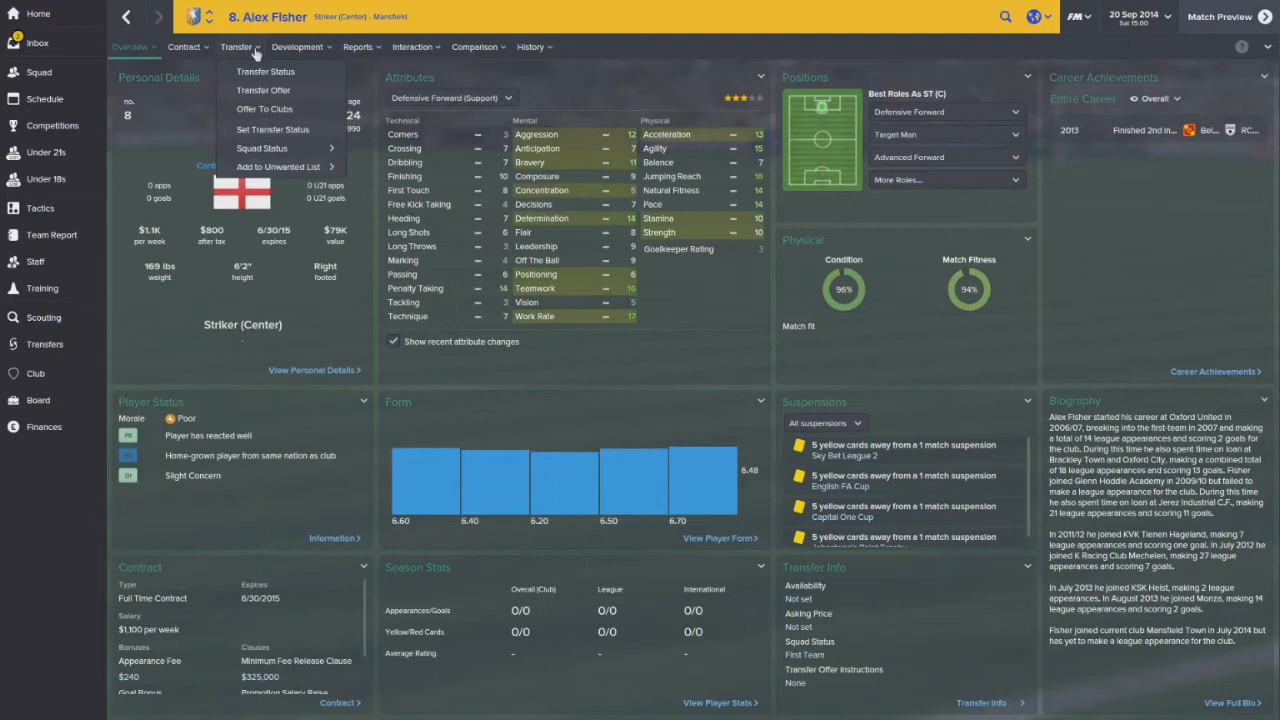 Home
Inbox
2
Squad
Schedule
Competitions
Under 21s
Under 18s
Tactics
Team Report
Staff
Training
Scouting
Transfers
Club
Board
Finances
8. Alex Fisher
Striker (Center) - Mansfield
FM
20 Sep 2014
Sat 15:00
Match Preview
Overview
Contract
Transfer
Development
Reports
Interaction
Comparison
History
?
Transfer Status
Transfer Offer
Offer To Clubs
Set Transfer Status
Squad Status
Add to Unwanted List
Personal Details
no.
8
age
24
0 apps
0 goals
0 U21 apps
0 U21 goals
$1.1K
per week
$800
after tax
6/30/15
expires
$79K
value
169 lbs
weight
6'2"
height
Right
footed
Striker (Center)
-
View Personal Details
Attributes
Defensive Forward (Support)
Technical
Corners 3
Crossing 7
Dribbling 7
Finishing 10
First Touch 8
Free Kick Taking 4
Heading 7
Long Shots 6
Long Throws 3
Marking 4
Passing 6
Penalty Taking 14
Tackling 3
Technique 7
Mental
Aggression 12
Anticipation 7
Bravery 11
Composure 9
Concentration 5
Decisions 7
Determination 14
Flair 8
Leadership 9
Off The Ball 9
Positioning 6
Teamwork 16
Vision 5
Work Rate 17
Physical
Acceleration 13
Agility 15
Balance 7
Jumping Reach 16
Natural Fitness 14
Pace 14
Stamina 10
Strength 10
Goalkeeper Rating 3
Show recent attribute changes
Positions
Best Roles As ST (C)
Defensive Forward
Target Man
Advanced Forward
More Roles...
Physical
Condition
96%
Match Fitness
94%
Match fit
Career Achievements
Entire Career
Overall
2013
Finished 2nd in...
Bel...
RC...
Career Achievements
Player Status
Morale
Poor
PR
Player has reacted well
Home-grown player from same nation as club
Slight Concern
Information
Form
6.48
6.60
6.40
6.20
6.50
6.70
View Player Form
Suspensions
All suspensions
5 yellow cards away from a 1 match suspension
Sky Bet League 2
5 yellow cards away from a 1 match suspension
English FA Cup
5 yellow cards away from a 1 match suspension
Capital One Cup
5 yellow cards away from a 1 match suspension
Biography
Alex Fisher started his career at Oxford United in
2006/07, breaking into the first-team in 2007 and making
a total of 14 league appearances and scoring 2 goals for
the club. During this time he also spent time on loan at
Brackley Town and Oxford City, making a combined total
of 18 league appearances and scoring 13 goals. Fisher
joined Glenn Hoddle Academy in 2009/10 but failed to
make a league appearance for the club. During this time
he also spent time on loan at Jerez Industrial C.F., making
21 league appearances and scoring 11 goals.
In 2011/12 he joined KVK Tienen Hageland, making 7
league appearances and scoring one goal. In July 2012 he
joined K Racing Club Mechelen, making 27 league
appearances and scoring 7 goals.
In July 2013 he joined KSK Heist, making 2 league
appearances. In August 2013 he joined Monza, making 14
league appearances and scoring 2 goals.
Fisher joined current club Mansfield Town in July 2014 but
has yet to make a league appearance for the club.
View Full Bio
Contract
Type
Full Time Contract
Expires
6/30/2015
Salary
$1,100 per week
Bonuses
Appearance Fee
$240
Goal Bonus
Clauses
Minimum Fee Release Clause
$325,000
Promotion Salary Raise
Contract
Season Stats
Overall (Club)
League
International
Appearances/Goals 0/0 0/0 0/0
Yellow/Red Cards 0/0 0/0 0/0
Average Rating - - -
View Player Stats
Transfer Info
Availability
Not set
Asking Price
Not set
Squad Status
First Team
Transfer Offer Instructions
None
Transfer Info